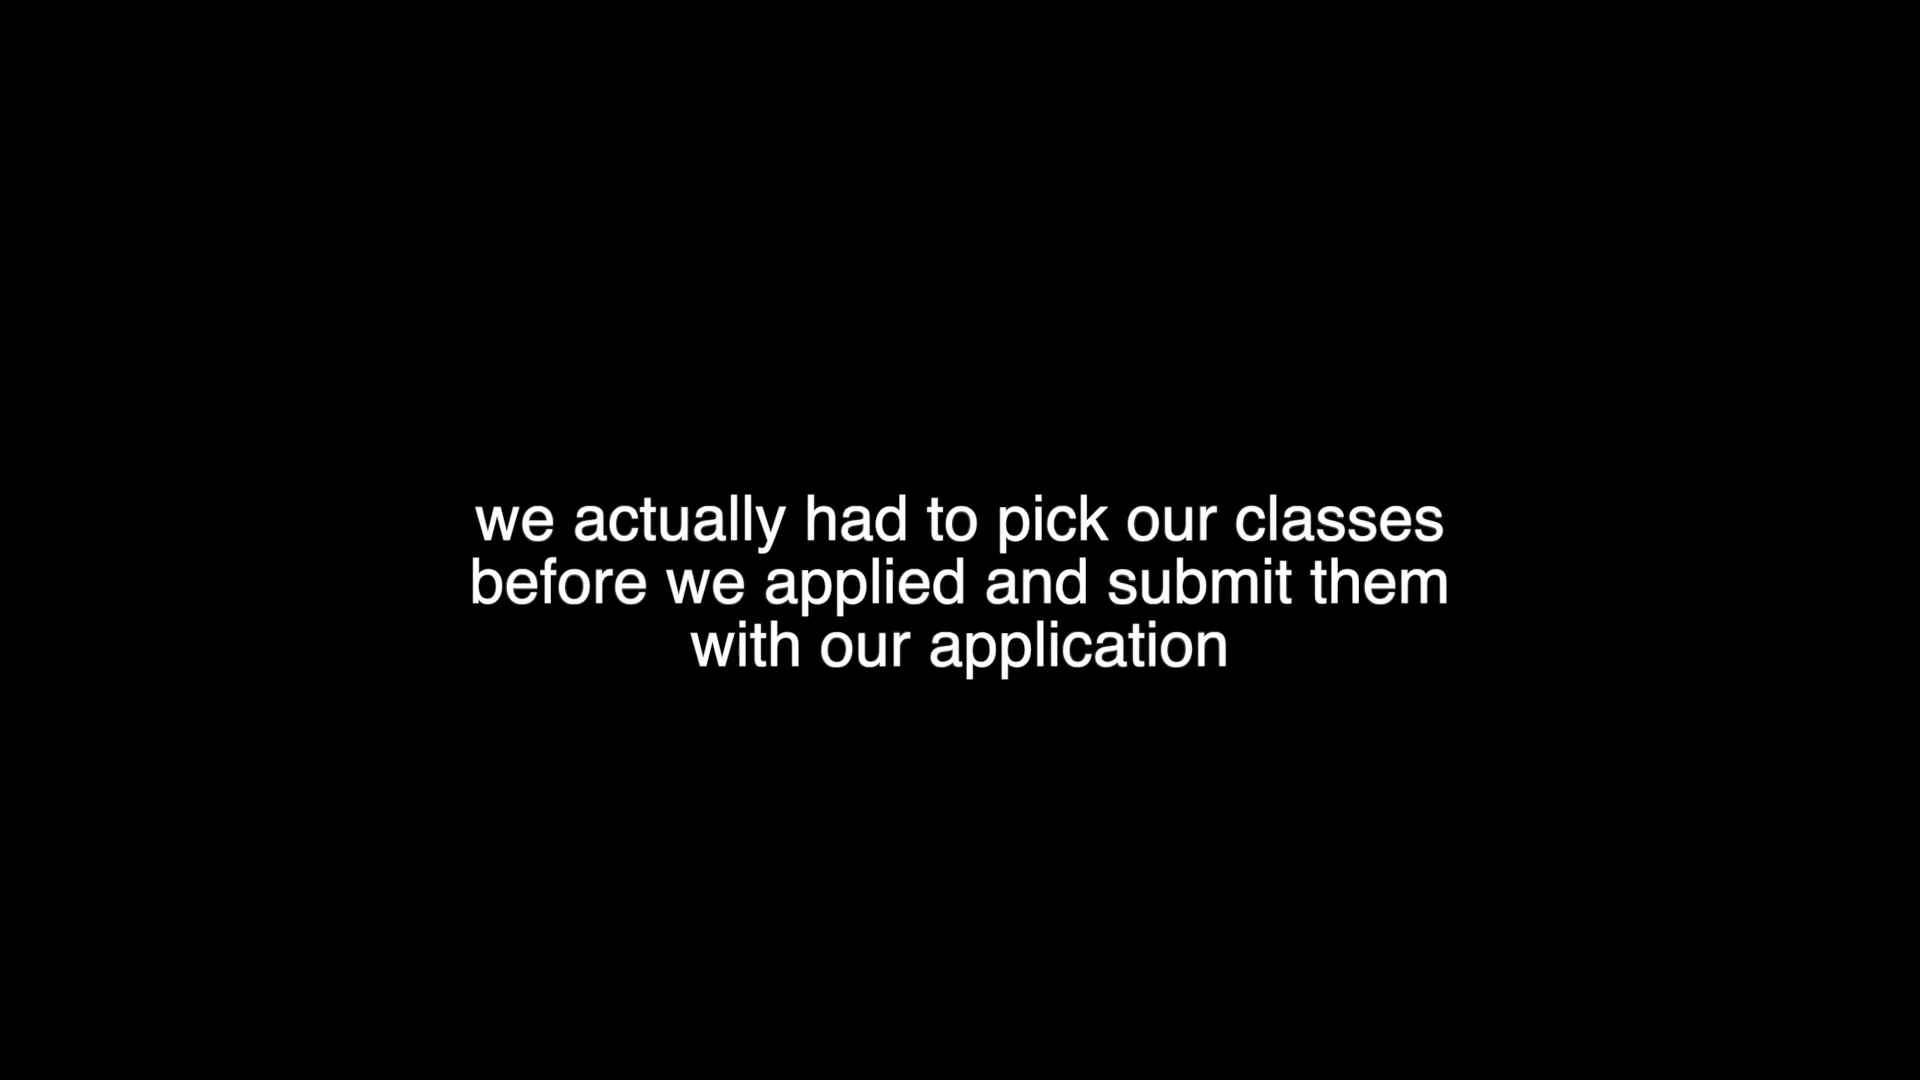 we actually had to pick our classes
before we applied and submit them
with our application